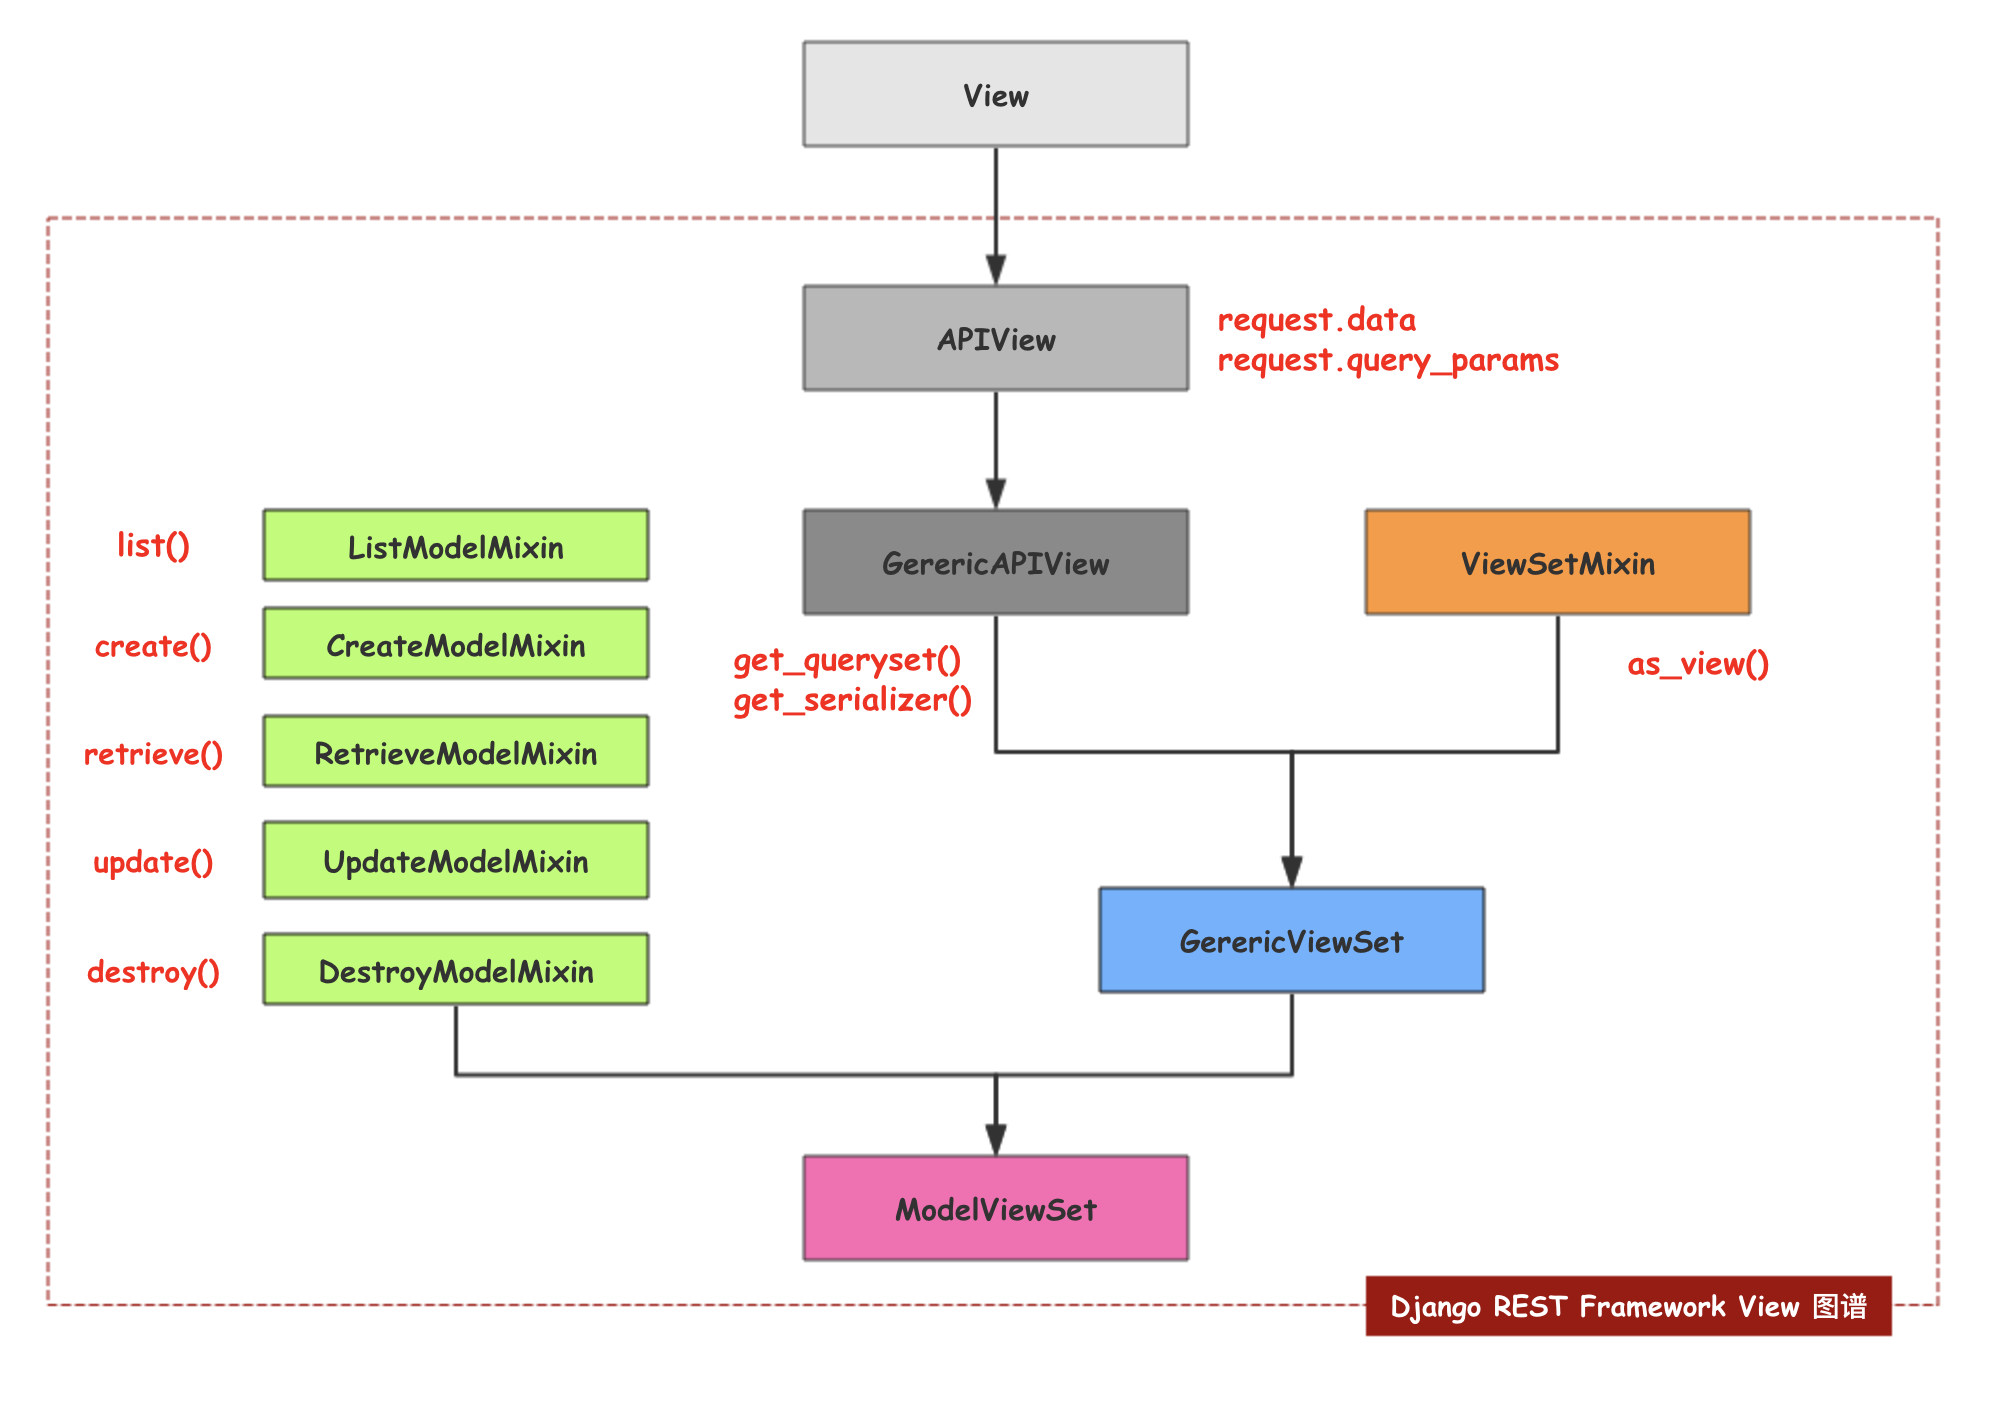 View
APIView
request.data
request.query_params
list()
ListModelMixin
GerericAPIView
ViewSetMixin
create()
CreateModelMixin
get_queryset()
get_serializer()
as_view()
retrieve()
RetrieveModelMixin
update()
UpdateModelMixin
GerericViewSet
destroy()
DestroyModelMixin
ModelViewSet
Django REST Framework View 图谱